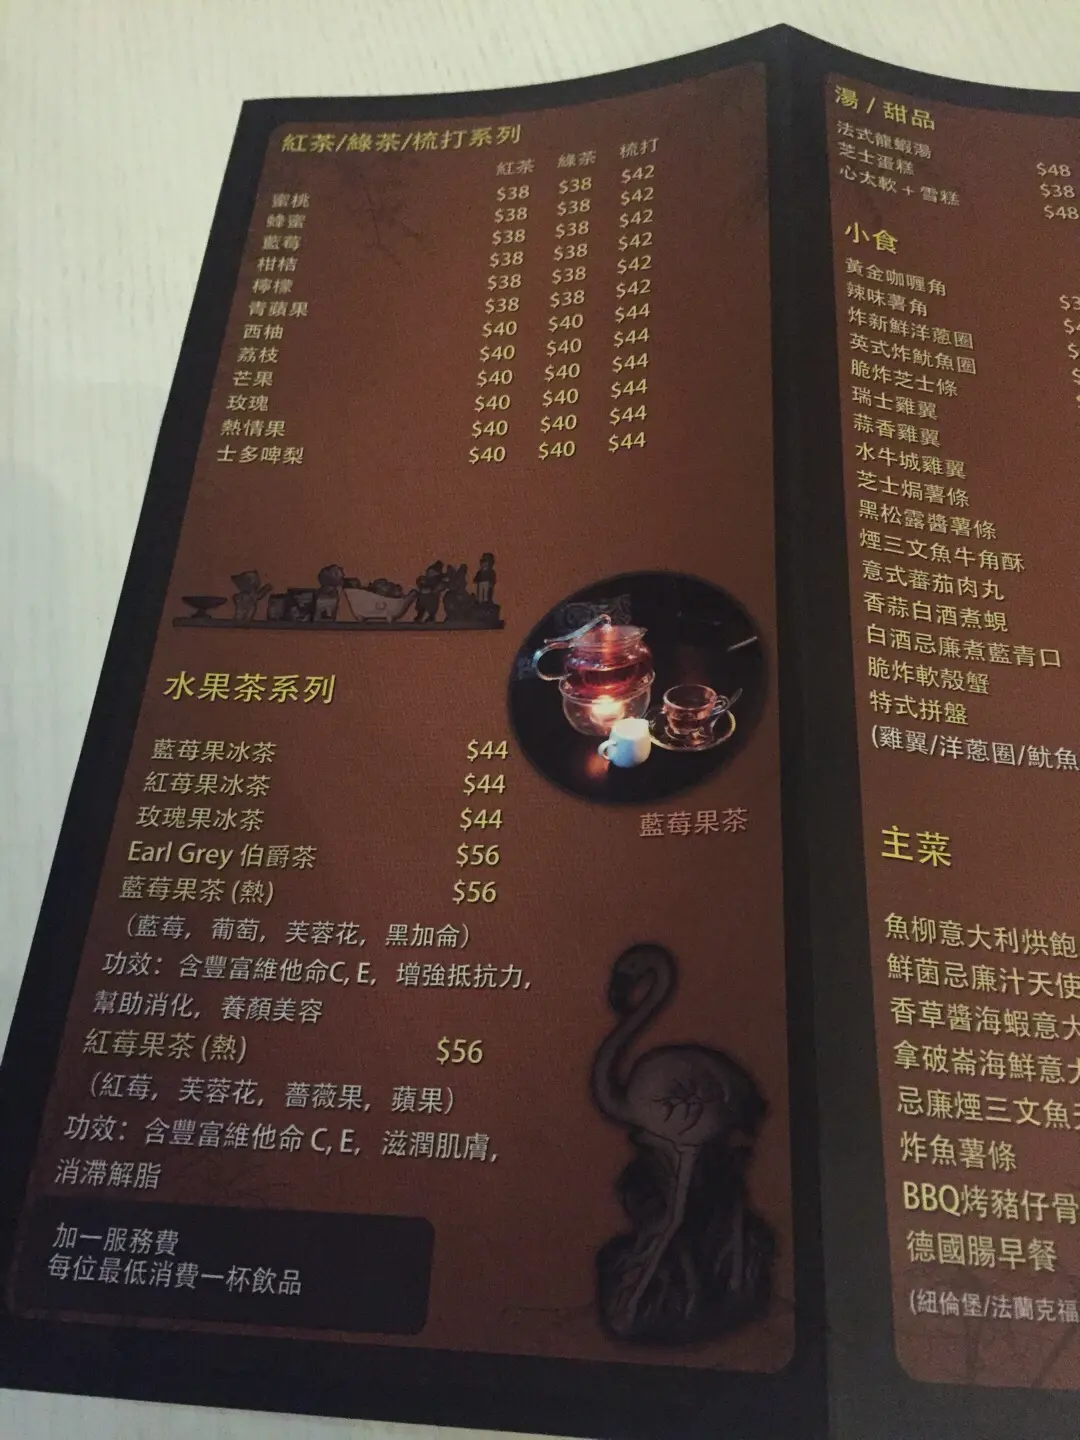 紅茶/綠茶/梳打系列
紅茶 綠茶 梳打
蜜桃 $38 $38 $42
蜂蜜 $38 $38 $42
藍莓 $38 $38 $42
柑桔 $38 $38 $42
檸檬 $38 $38 $42
青蘋果 $38 $38 $42
西柚 $40 $40 $44
荔枝 $40 $40 $44
芒果 $40 $40 $44
玫瑰 $40 $40 $44
熱情果 $40 $40 $44
士多啤梨 $40 $40 $44
水果茶系列
藍莓果冰茶 $44
紅莓果冰茶 $44
玫瑰果冰茶 $44
Earl Grey 伯爵茶 $56
藍莓果茶 (熱) $56
（藍莓，葡萄，芙蓉花，黑加侖）
功效：含豐富維他命C, E，增強抵抗力，
幫助消化，養顏美容
紅莓果茶 (熱) $56
（紅莓，芙蓉花，薔薇果，蘋果）
功效：含豐富維他命 C, E，滋潤肌膚，
消滯解脂
加一服務費
每位最低消費一杯飲品
藍莓果茶
湯 / 甜品
法式龍蝦湯 $48
芝士蛋糕 $38
心太軟 + 雪糕 $48
小食
黃金咖喱角
辣味薯角
炸新鮮洋蔥圈
英式炸魷魚圈
脆炸芝士條
瑞士雞翼
蒜香雞翼
水牛城雞翼
芝士焗薯條
黑松露醬薯條
煙三文魚牛角酥
意式蕃茄肉丸
香蒜白酒煮蜆
白酒忌廉煮藍青口
脆炸軟殼蟹
特式拼盤
(雞翼/洋蔥圈/魷魚
主菜
魚柳意大利烘飽
鮮菌忌廉汁天使
香草醬海蝦意大
拿破崙海鮮意大
忌廉煙三文魚天
炸魚薯條
BBQ烤豬仔骨
德國腸早餐
(紐倫堡/法蘭克福